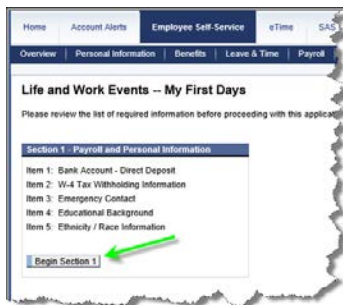 Home Account Alerts Employee Self-Service eTime SAS
Overview Personal Information Benefits Leave & Time Payroll
Life and Work Events -- My First Days
Please review the list of required information before proceeding with this applicat
Section 1 - Payroll and Personal Information
Item 1: Bank Account - Direct Deposit
Item 2: W-4 Tax Withholding Information
Item 3: Emergency Contact
Item 4: Educational Background
Item 5: Ethnicity / Race Information
Begin Section 1